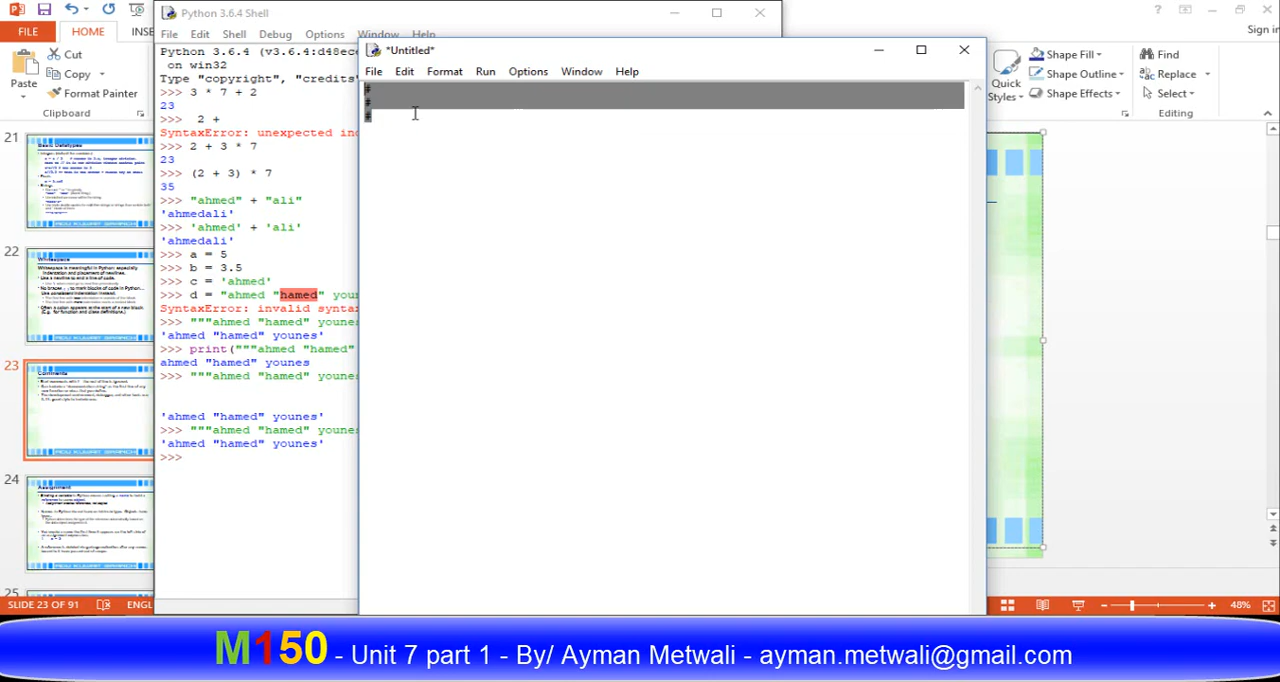 FILE
HOME
INSE
Cut
Copy
Format Painter
Paste
Clipboard
21
Basic Datatypes
22
Whitespace
23
Comments
24
Assignment
25
SLIDE 23 OF 91
ENGL
Python 3.6.4 Shell
File Edit Shell Debug Options Window Help
Python 3.6.4 (v3.6.4:d48ece
on win32
Type "copyright", "credits"
>>> 3 * 7 + 2
23
>>>  2 +
SyntaxError: unexpected inc
>>> 2 + 3 * 7
23
>>> (2 + 3) * 7
35
>>> "ahmed" + "ali"
'ahmedali'
>>> 'ahmed' + 'ali'
'ahmedali'
>>> a = 5
>>> b = 3.5
>>> c = 'ahmed'
>>> d = "ahmed "hamed" youn
SyntaxError: invalid syntax
>>> """ahmed "hamed" younes
'ahmed "hamed" younes'
>>> print("""ahmed "hamed"
ahmed "hamed" younes
>>> """ahmed "hamed" younes
'ahmed "hamed" younes'
>>> """ahmed "hamed" younes
'ahmed "hamed" younes'
>>>
*Untitled*
File Edit Format Run Options Window Help
#
#
#
Sign in
Quick
Styles
Shape Fill
Shape Outline
Shape Effects
Find
Replace
Select
Editing
48%
M150 - Unit 7 part 1 - By/ Ayman Metwali - ayman.metwali@gmail.com